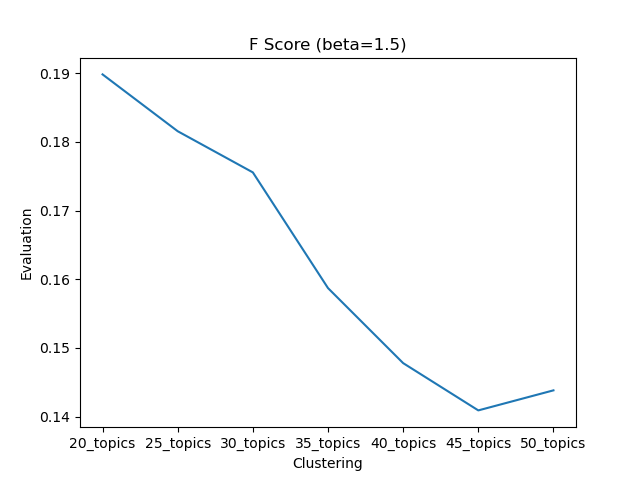 F Score (beta=1.5)
0.19
0.18
0.17
0.16
0.15
0.14
Evaluation
20_topics 25_topics 30_topics 35_topics 40_topics 45_topics 50_topics
Clustering